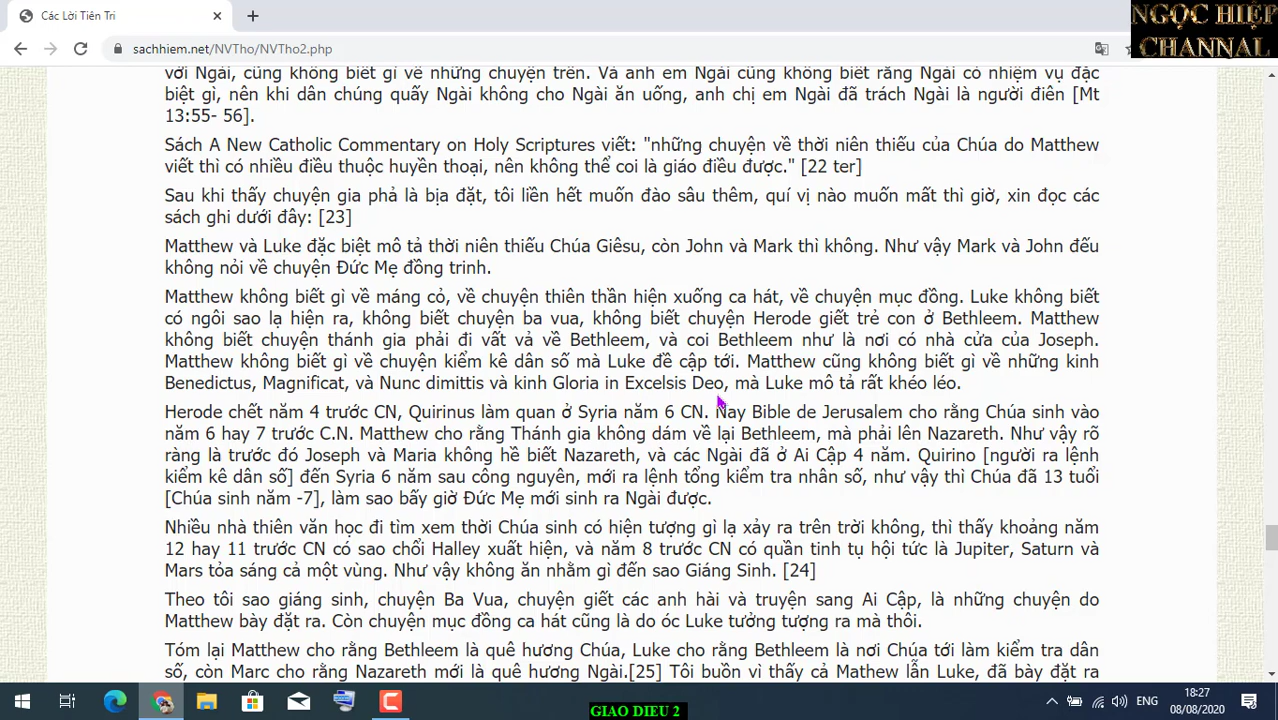 Các Lời Tiên Tri
NGỌC HIỆP
CHANNAL
sachhiem.net/NVTho/NVTho2.php
với Ngài, cũng không biết gì về những chuyện trên. Và anh em Ngài cũng không biết rằng Ngài có nhiệm vụ đặc
biệt gì, nên khi dân chúng quấy Ngài không cho Ngài ăn uống, anh chị em Ngài đã trách Ngài là người điên [Mt
13:55- 56].
Sách A New Catholic Commentary on Holy Scriptures viết: "những chuyện về thời niên thiếu của Chúa do Matthew
viết thì có nhiều điều thuộc huyền thoại, nên không thể coi là giáo điều được." [22 ter]
Sau khi thấy chuyện gia phả là bịa đặt, tôi liền hết muốn đào sâu thêm, quí vị nào muốn mất thì giờ, xin đọc các
sách ghi dưới đây: [23]
Matthew và Luke đặc biệt mô tả thời niên thiếu Chúa Giêsu, còn John và Mark thì không. Như vậy Mark và John đếu
không nói về chuyện Đức Mẹ đồng trinh.
Matthew không biết gì về máng cỏ, về chuyện thiên thần hiện xuống ca hát, về chuyện mục đồng. Luke không biết
có ngôi sao lạ hiện ra, không biết chuyện ba vua, không biết chuyện Herode giết trẻ con ở Bethleem. Matthew
không biết chuyện thánh gia phải đi vất vả về Bethleem, và coi Bethleem như là nơi có nhà cửa của Joseph.
Matthew không biết gì về chuyện kiểm kê dân số mà Luke đề cập tới. Matthew cũng không biết gì về những kinh
Benedictus, Magnificat, và Nunc dimittis và kinh Gloria in Excelsis Deo, mà Luke mô tả rất khéo léo.
Herode chết năm 4 trước CN, Quirinus làm quan ở Syria năm 6 CN. Nay Bible de Jerusalem cho rằng Chúa sinh vào
năm 6 hay 7 trước C.N. Matthew cho rằng Thánh gia không dám về lại Bethleem, mà phải lên Nazareth. Như vậy rõ
ràng là trước đó Joseph và Maria không hề biết Nazareth, và các Ngài đã ở Ai Cập 4 năm. Quirino [người ra lệnh
kiểm kê dân số] đến Syria 6 năm sau công nguyên, mới ra lệnh tổng kiểm tra nhân số, như vậy thì Chúa đã 13 tuổi
[Chúa sinh năm -7], làm sao bấy giờ Đức Mẹ mới sinh ra Ngài được.
Nhiều nhà thiên văn học đi tìm xem thời Chúa sinh có hiện tượng gì lạ xảy ra trên trời không, thì thấy khoảng năm
12 hay 11 trước CN có sao chổi Halley xuất hiện, và năm 8 trước CN có quần tinh tụ hội tức là Jupiter, Saturn và
Mars tỏa sáng cả một vùng. Như vậy không ăn nhằm gì đến sao Giáng Sinh. [24]
Theo tôi sao giáng sinh, chuyện Ba Vua, chuyện giết các anh hài và truyện sang Ai Cập, là những chuyện do
Matthew bày đặt ra. Còn chuyện mục đồng ca hát cũng là do óc Luke tưởng tượng ra mà thôi.
Tóm lại Matthew cho rằng Bethleem là quê hương Chúa, Luke cho rằng Bethleem là nơi Chúa tới làm kiểm tra dân
số, còn Marc cho rằng Nazareth mới là quê hương Ngài.[25] Tôi buồn vì thấy cả Mathew lẫn Luke, đã bày đặt ra
ENG
18:27
08/08/2020
GIAO DIEU 2